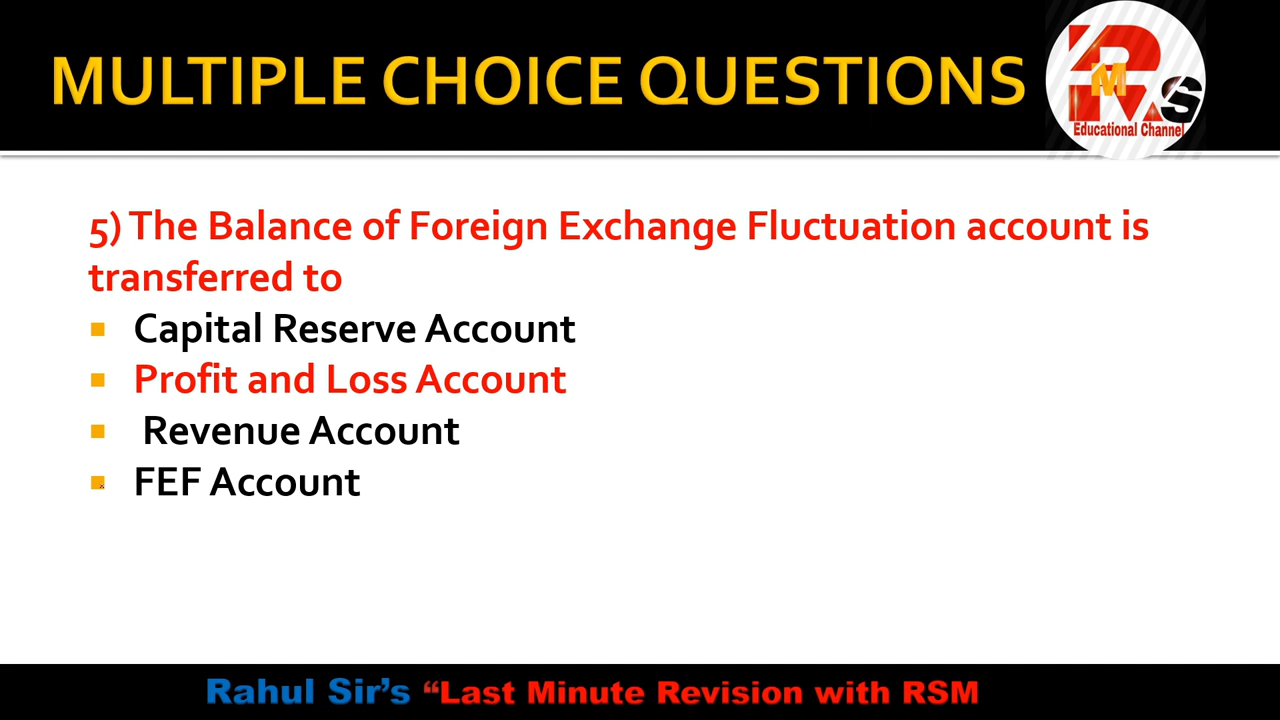 MULTIPLE CHOICE QUESTIONS
RMS
Educational Channel
5) The Balance of Foreign Exchange Fluctuation account is
transferred to
Capital Reserve Account
Profit and Loss Account
Revenue Account
FEF Account
Rahul Sir's “Last Minute Revision with RSM